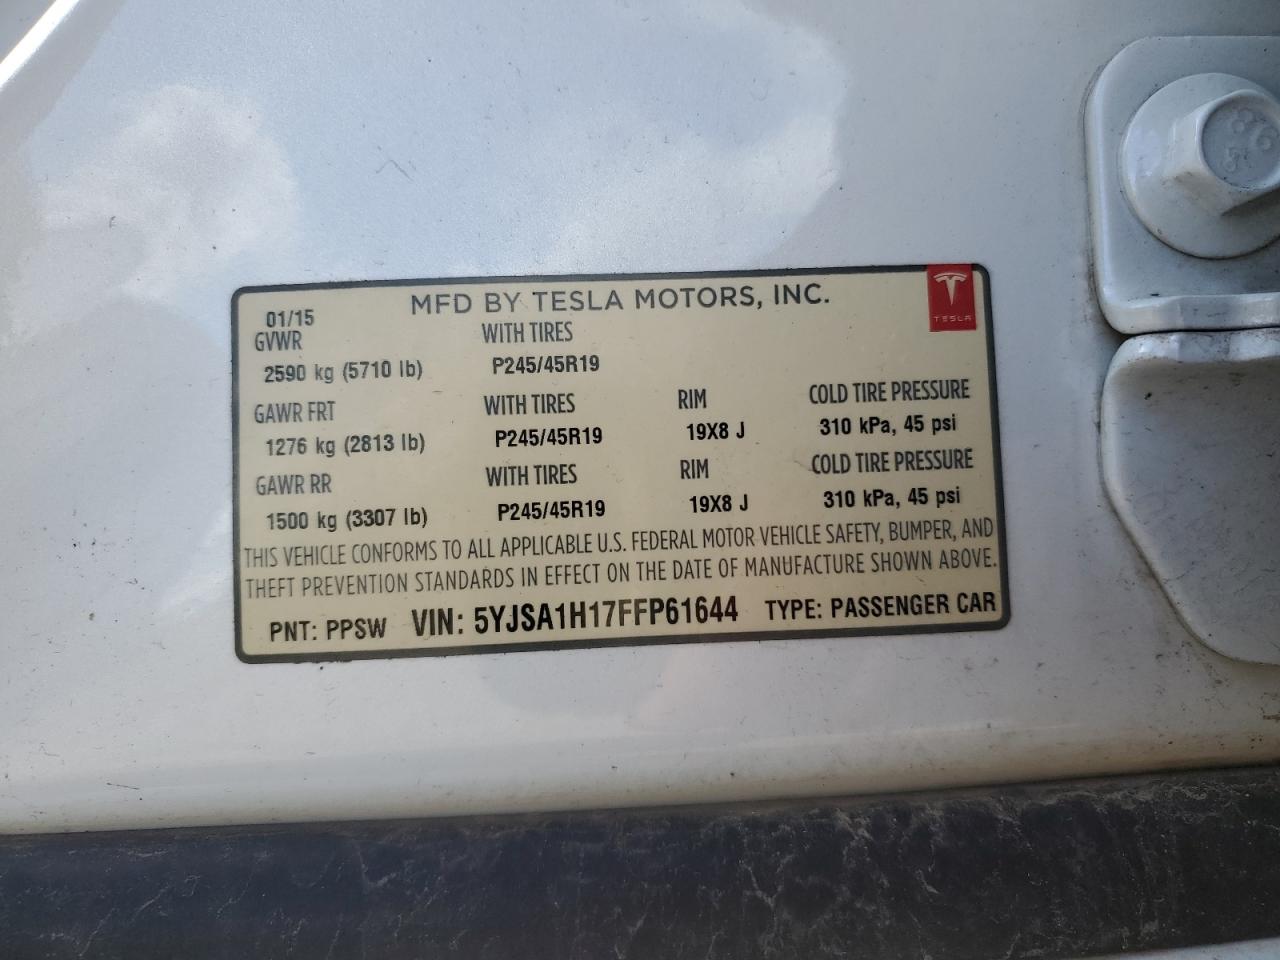 MFD BY TESLA MOTORS, INC.
TESLA
01/15
GVWR WITH TIRES
2590 kg (5710 lb) P245/45R19
GAWR FRT WITH TIRES RIM COLD TIRE PRESSURE
1276 kg (2813 lb) P245/45R19 19X8 J 310 kPa, 45 psi
GAWR RR WITH TIRES RIM COLD TIRE PRESSURE
1500 kg (3307 lb) P245/45R19 19X8 J 310 kPa, 45 psi
THIS VEHICLE CONFORMS TO ALL APPLICABLE U.S. FEDERAL MOTOR VEHICLE SAFETY, BUMPER, AND
THEFT PREVENTION STANDARDS IN EFFECT ON THE DATE OF MANUFACTURE SHOWN ABOVE.
PNT: PPSW VIN: 5YJSA1H17FFP61644 TYPE: PASSENGER CAR